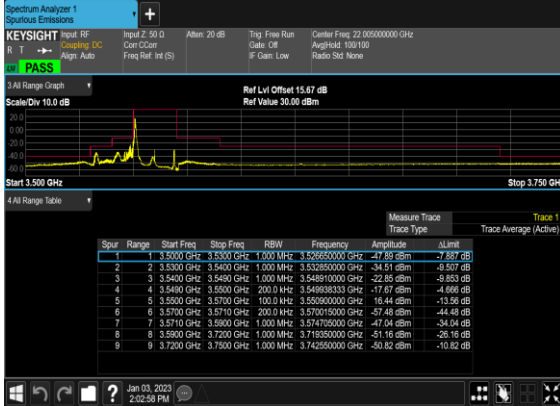 Spectrum Analyzer 1
Spurious Emissions
+
KEYSIGHT Input: RF Input Z: 50 Ω Atten: 20 dB Trig: Free Run Center Freq: 22.005000000 GHz
R T Coupling: DC Corr CCorr Gate: Off Avg|Hold: 100/100
Align: Auto Freq Ref: Int (S) IF Gain: Low Radio Std: None
PASS
3 All Range Graph
Ref Lvl Offset 15.67 dB
Scale/Div 10.0 dB Ref Value 30.00 dBm
20.0
0.00
-20.0
-40.0
-60.0
Start 3.500 GHz Stop 3.750 GH
4 All Range Table
Measure Trace Trace 1
Trace Type Trace Average (Active)
Spur Range Start Freq Stop Freq RBW Frequency Amplitude ΔLimit
1 1 3.5000 GHz 3.5300 GHz 1.000 MHz 3.526650000 GHz -47.89 dBm -7.887 dB
2 2 3.5300 GHz 3.5400 GHz 1.000 MHz 3.532850000 GHz -34.51 dBm -9.507 dB
3 3 3.5400 GHz 3.5490 GHz 1.000 MHz 3.548910000 GHz -22.85 dBm -9.853 dB
4 4 3.5490 GHz 3.5500 GHz 200.0 kHz 3.549938333 GHz -17.67 dBm -4.666 dB
5 5 3.5500 GHz 3.5700 GHz 100.0 kHz 3.550900000 GHz 16.44 dBm -13.56 dB
6 6 3.5700 GHz 3.5710 GHz 200.0 kHz 3.570015000 GHz -57.48 dBm -44.48 dB
7 7 3.5710 GHz 3.5900 GHz 1.000 MHz 3.574705000 GHz -47.04 dBm -34.04 dB
8 8 3.5900 GHz 3.7200 GHz 1.000 MHz 3.719350000 GHz -51.16 dBm -26.16 dB
9 9 3.7200 GHz 3.7500 GHz 1.000 MHz 3.742550000 GHz -50.82 dBm -10.82 dB
? Jan 03, 2023
2:02:58 PM